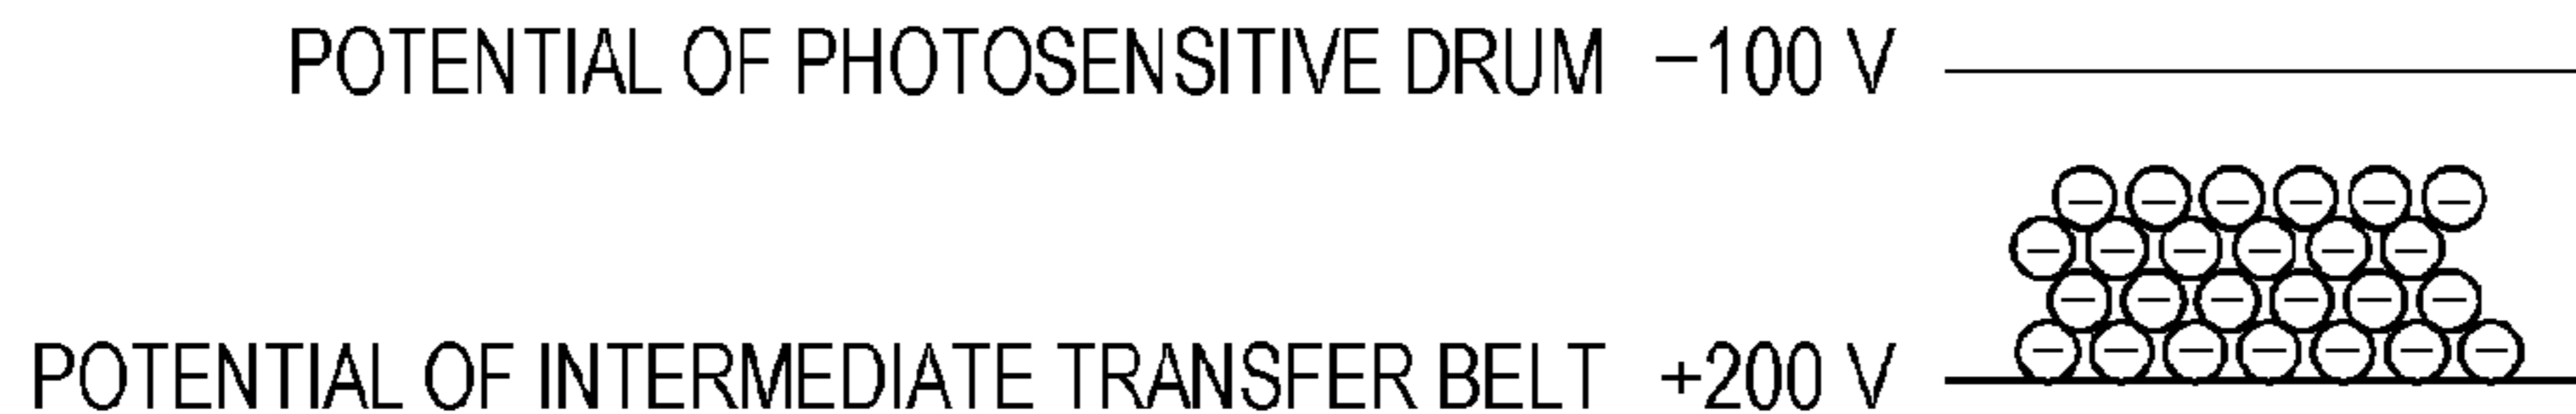 POTENTIAL OF PHOTOSENSITIVE DRUM −100 V
POTENTIAL OF INTERMEDIATE TRANSFER BELT +200 V